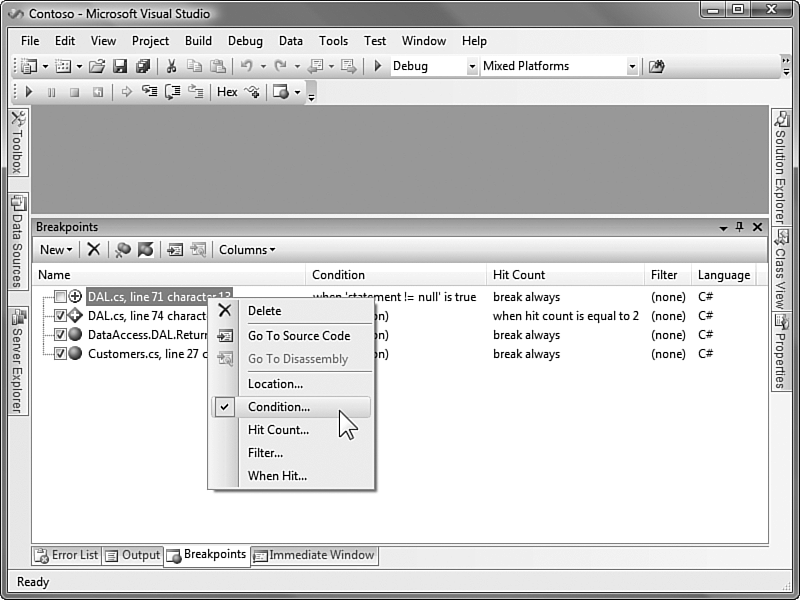 Contoso - Microsoft Visual Studio
File Edit View Project Build Debug Data Tools Test Window Help
Debug Mixed Platforms
Hex
Toolbox
Data Sources
Server Explorer
Solution Explorer
Class View
Properties
Breakpoints
New Columns
Name Condition Hit Count Filter Language
DAL.cs, line 71 character 13 when 'statement != null' is true break always (none) C#
DAL.cs, line 74 when hit count is equal to 2 (none) C#
DataAccess.DAL.Return break always (none) C#
Customers.cs, line 27 break always (none) C#
Delete
Go To Source Code
Go To Disassembly
Location...
Condition...
Hit Count...
Filter...
When Hit...
Error List Output Breakpoints Immediate Window
Ready